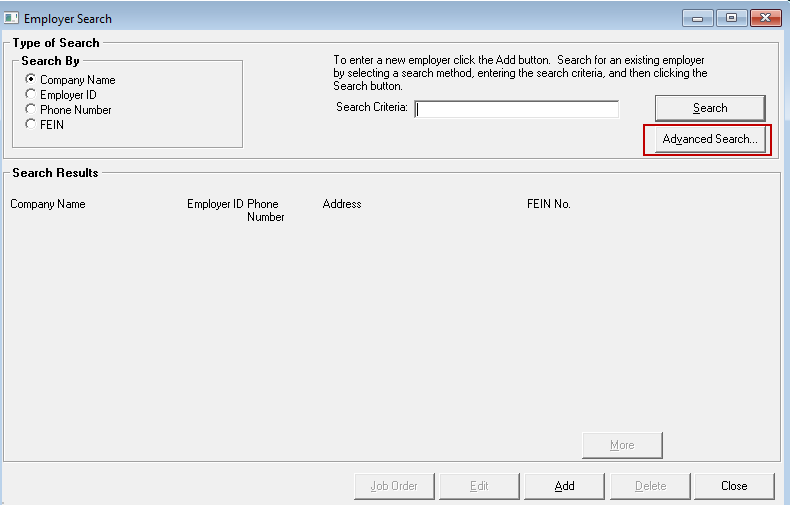 Employer Search
Type of Search
Search By
Company Name
Employer ID
Phone Number
FEIN
To enter a new employer click the Add button. Search for an existing employer
by selecting a search method, entering the search criteria, and then clicking the
Search button.
Search Criteria:
Search
Advanced Search...
Search Results
Company Name
Employer ID
Phone
Number
Address
FEIN No.
More
Job Order
Edit
Add
Delete
Close